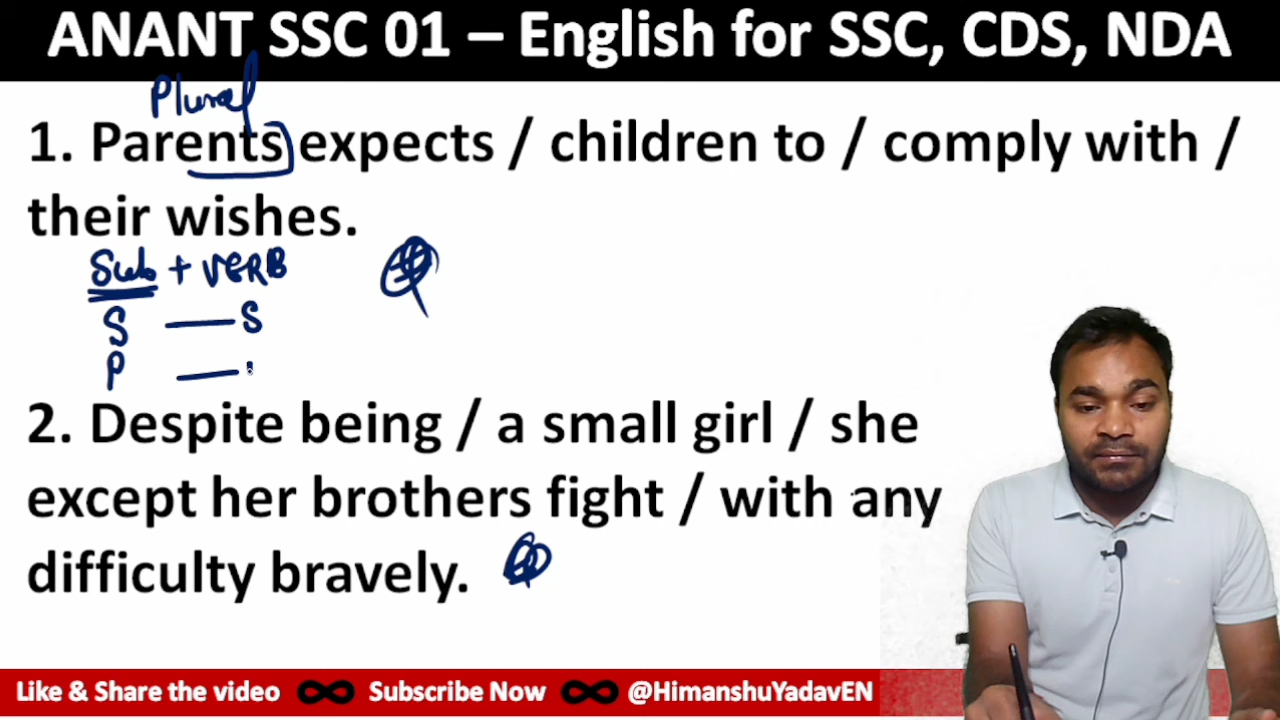 ANANT SSC 01 – English for SSC, CDS, NDA
Plural
1. Parents expects / children to / comply with /
their wishes.
Sub + VERB
S — S
P —
2. Despite being / a small girl / she
except her brothers fight / with any
difficulty bravely.
Like & Share the video Subscribe Now @HimanshuYadavEN